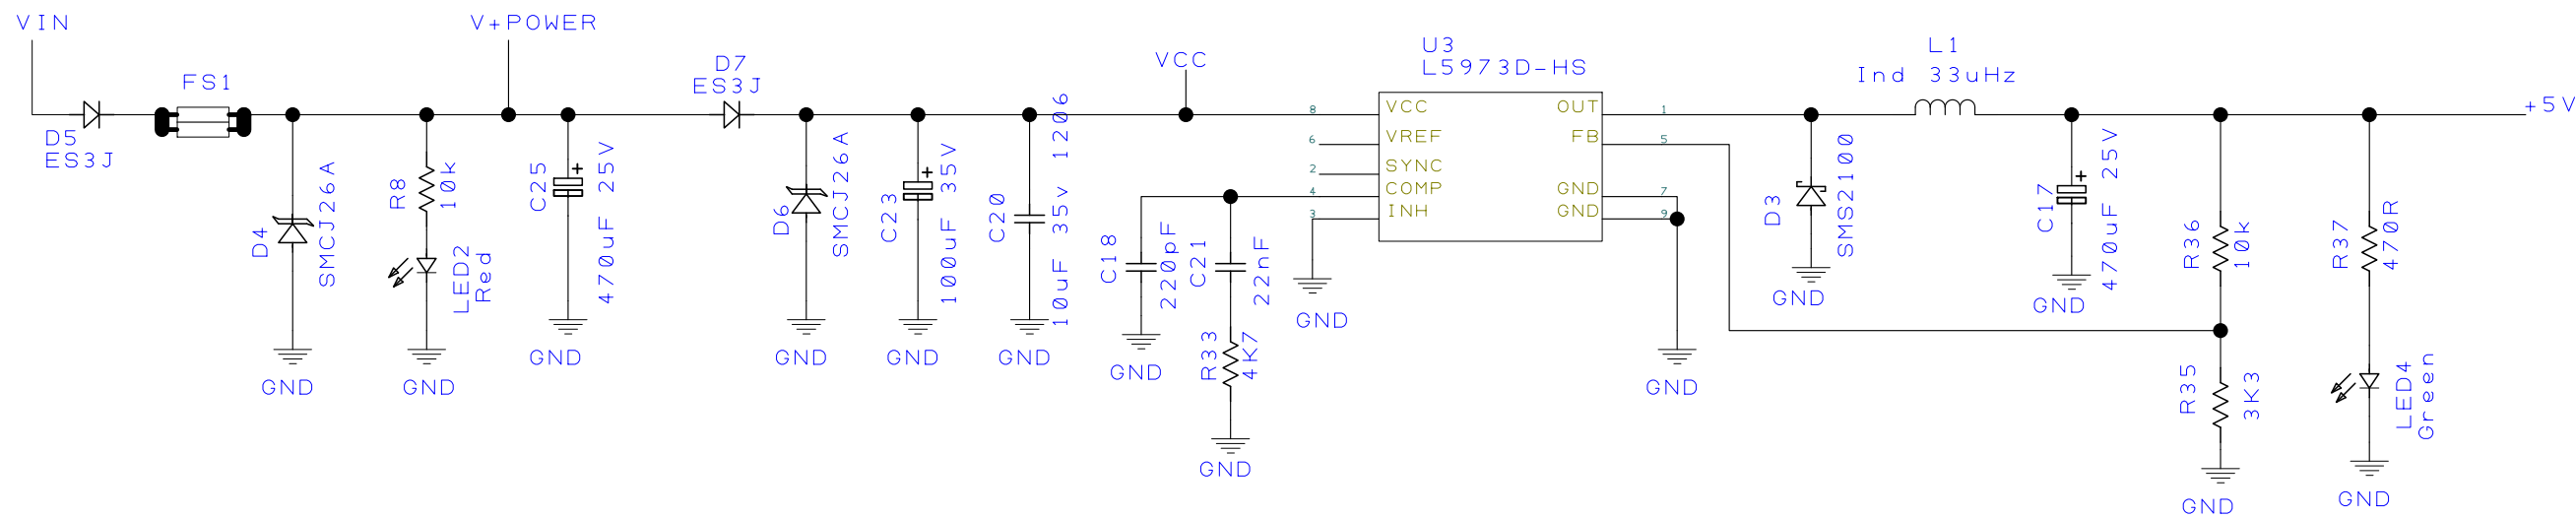 VIN
V+POWER
FS1
D5
ES3J
D4
SMCJ26A
R8
10k
LED2
Red
C25
470uF 25V
D7
ES3J
D6
SMCJ26A
C23
100uF 35V
C20
10uF 35v 1206
VCC
U3
L5973D-HS
8
VCC
6
VREF
2
SYNC
4
COMP
3
INH
OUT
1
FB
5
GND
7
GND
9
C18
220pF
C21
22nF
R33
4K7
L1
Ind 33uHz
D3
SMS2100
C17
470uF 25V
R36
10k
R35
3K3
R37
470R
LED4
Green
+5V
GND
GND
GND
GND
GND
GND
GND
GND
GND
GND
GND
GND
GND
GND